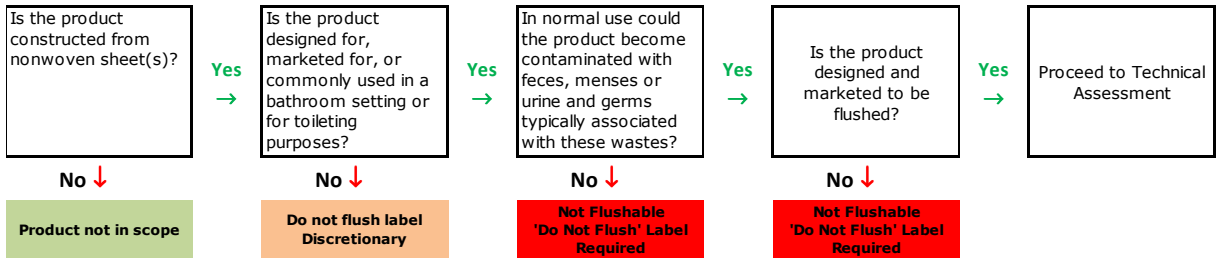 Is the product
constructed from
nonwoven sheet(s)?
Yes
→
Is the product
designed for,
marketed for, or
commonly used in a
bathroom setting or
for toileting
purposes?
Yes
→
In normal use could
the product become
contaminated with
feces, menses or
urine and germs
typically associated
with these wastes?
Yes
→
Is the product
designed and
marketed to be
flushed?
Yes
→
Proceed to Technical
Assessment
No ↓
No ↓
No ↓
No ↓
Product not in scope
Do not flush label
Discretionary
Not Flushable
'Do Not Flush' Label
Required
Not Flushable
'Do Not Flush' Label
Required